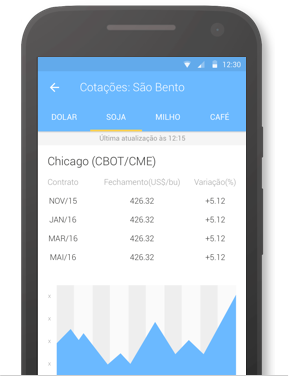 12:30
Cotações: São Bento
DOLAR SOJA MILHO CAFÉ
Última atualização às 12:15
Chicago (CBOT/CME)
Contrato Fechamento(US$/bu) Variação(%)
NOV/15 426.32 +5.12
JAN/16 426.32 +5.12
MAR/16 426.32 +5.12
MAI/16 426.32 +5.12